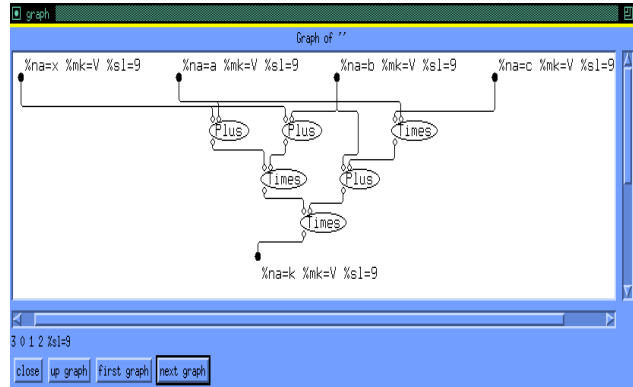 graph
Graph of ''
%na=x %mk=V %sl=9 %na=a %mk=V %sl=9 %na=b %mk=V %sl=9 %na=c %mk=V %sl=9
Plus Plus Times
Times Plus
Times
%na=k %mk=V %sl=9
3 0 1 2 %sl=9
close up graph first graph next graph